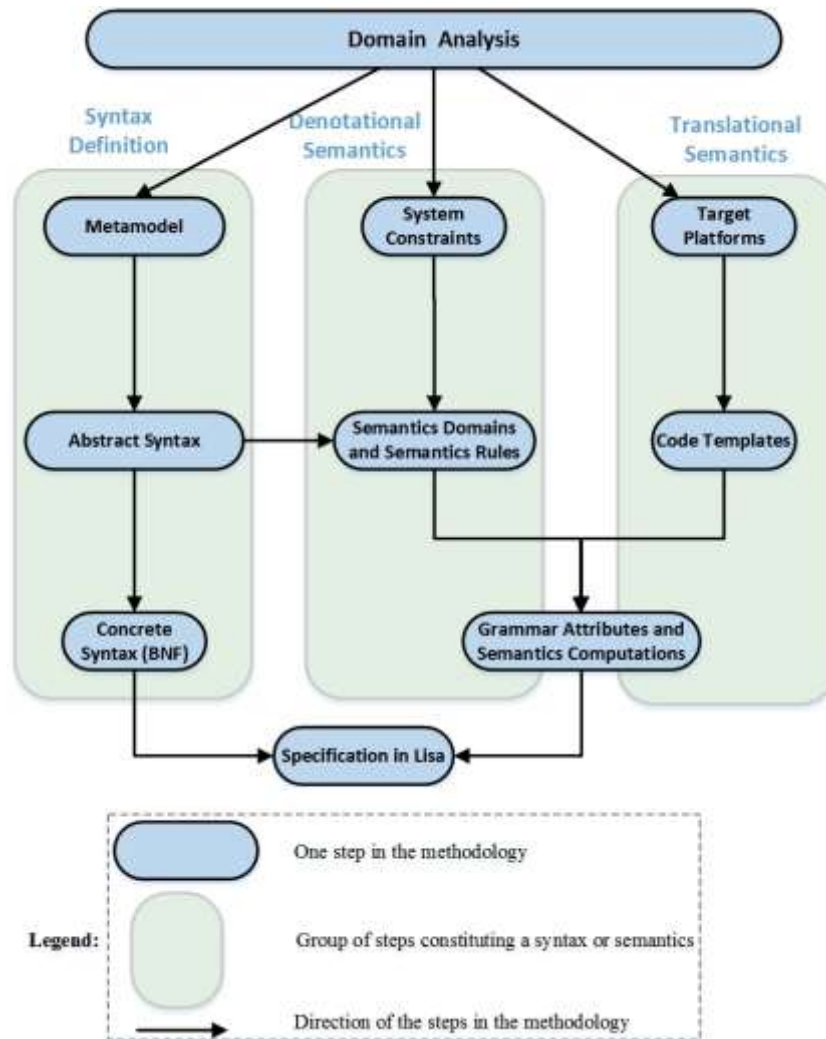 Domain Analysis
Syntax
Definition
Denotational
Semantics
Translational
Semantics
Metamodel
System
Constraints
Target
Platforms
Abstract Syntax
Semantics Domains
and Semantics Rules
Code Templates
Concrete
Syntax (BNF)
Grammar Attributes and
Semantics Computations
Specification in Lisa
One step in the methodology
Legend:
Group of steps constituting a syntax or semantics
Direction of the steps in the methodology